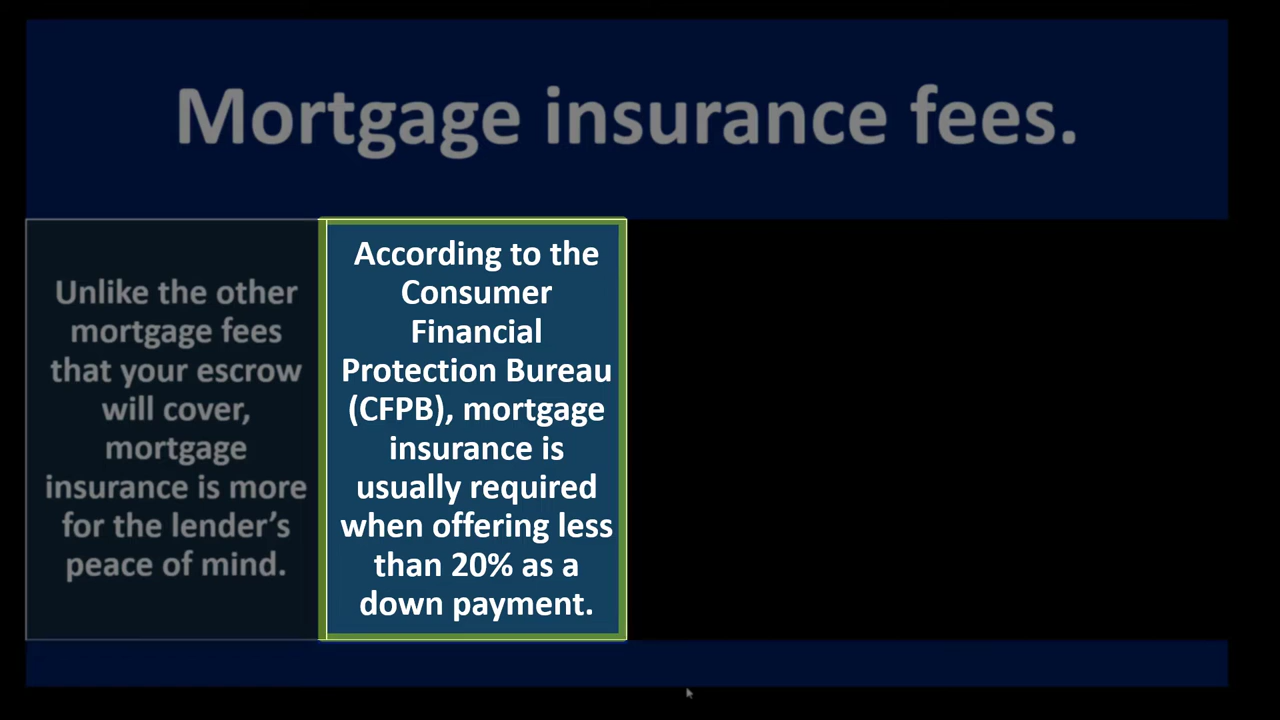 Mortgage insurance fees.
Unlike the other
mortgage fees
that your escrow
will cover,
mortgage
insurance is more
for the lender’s
peace of mind.
According to the
Consumer
Financial
Protection Bureau
(CFPB), mortgage
insurance is
usually required
when offering less
than 20% as a
down payment.